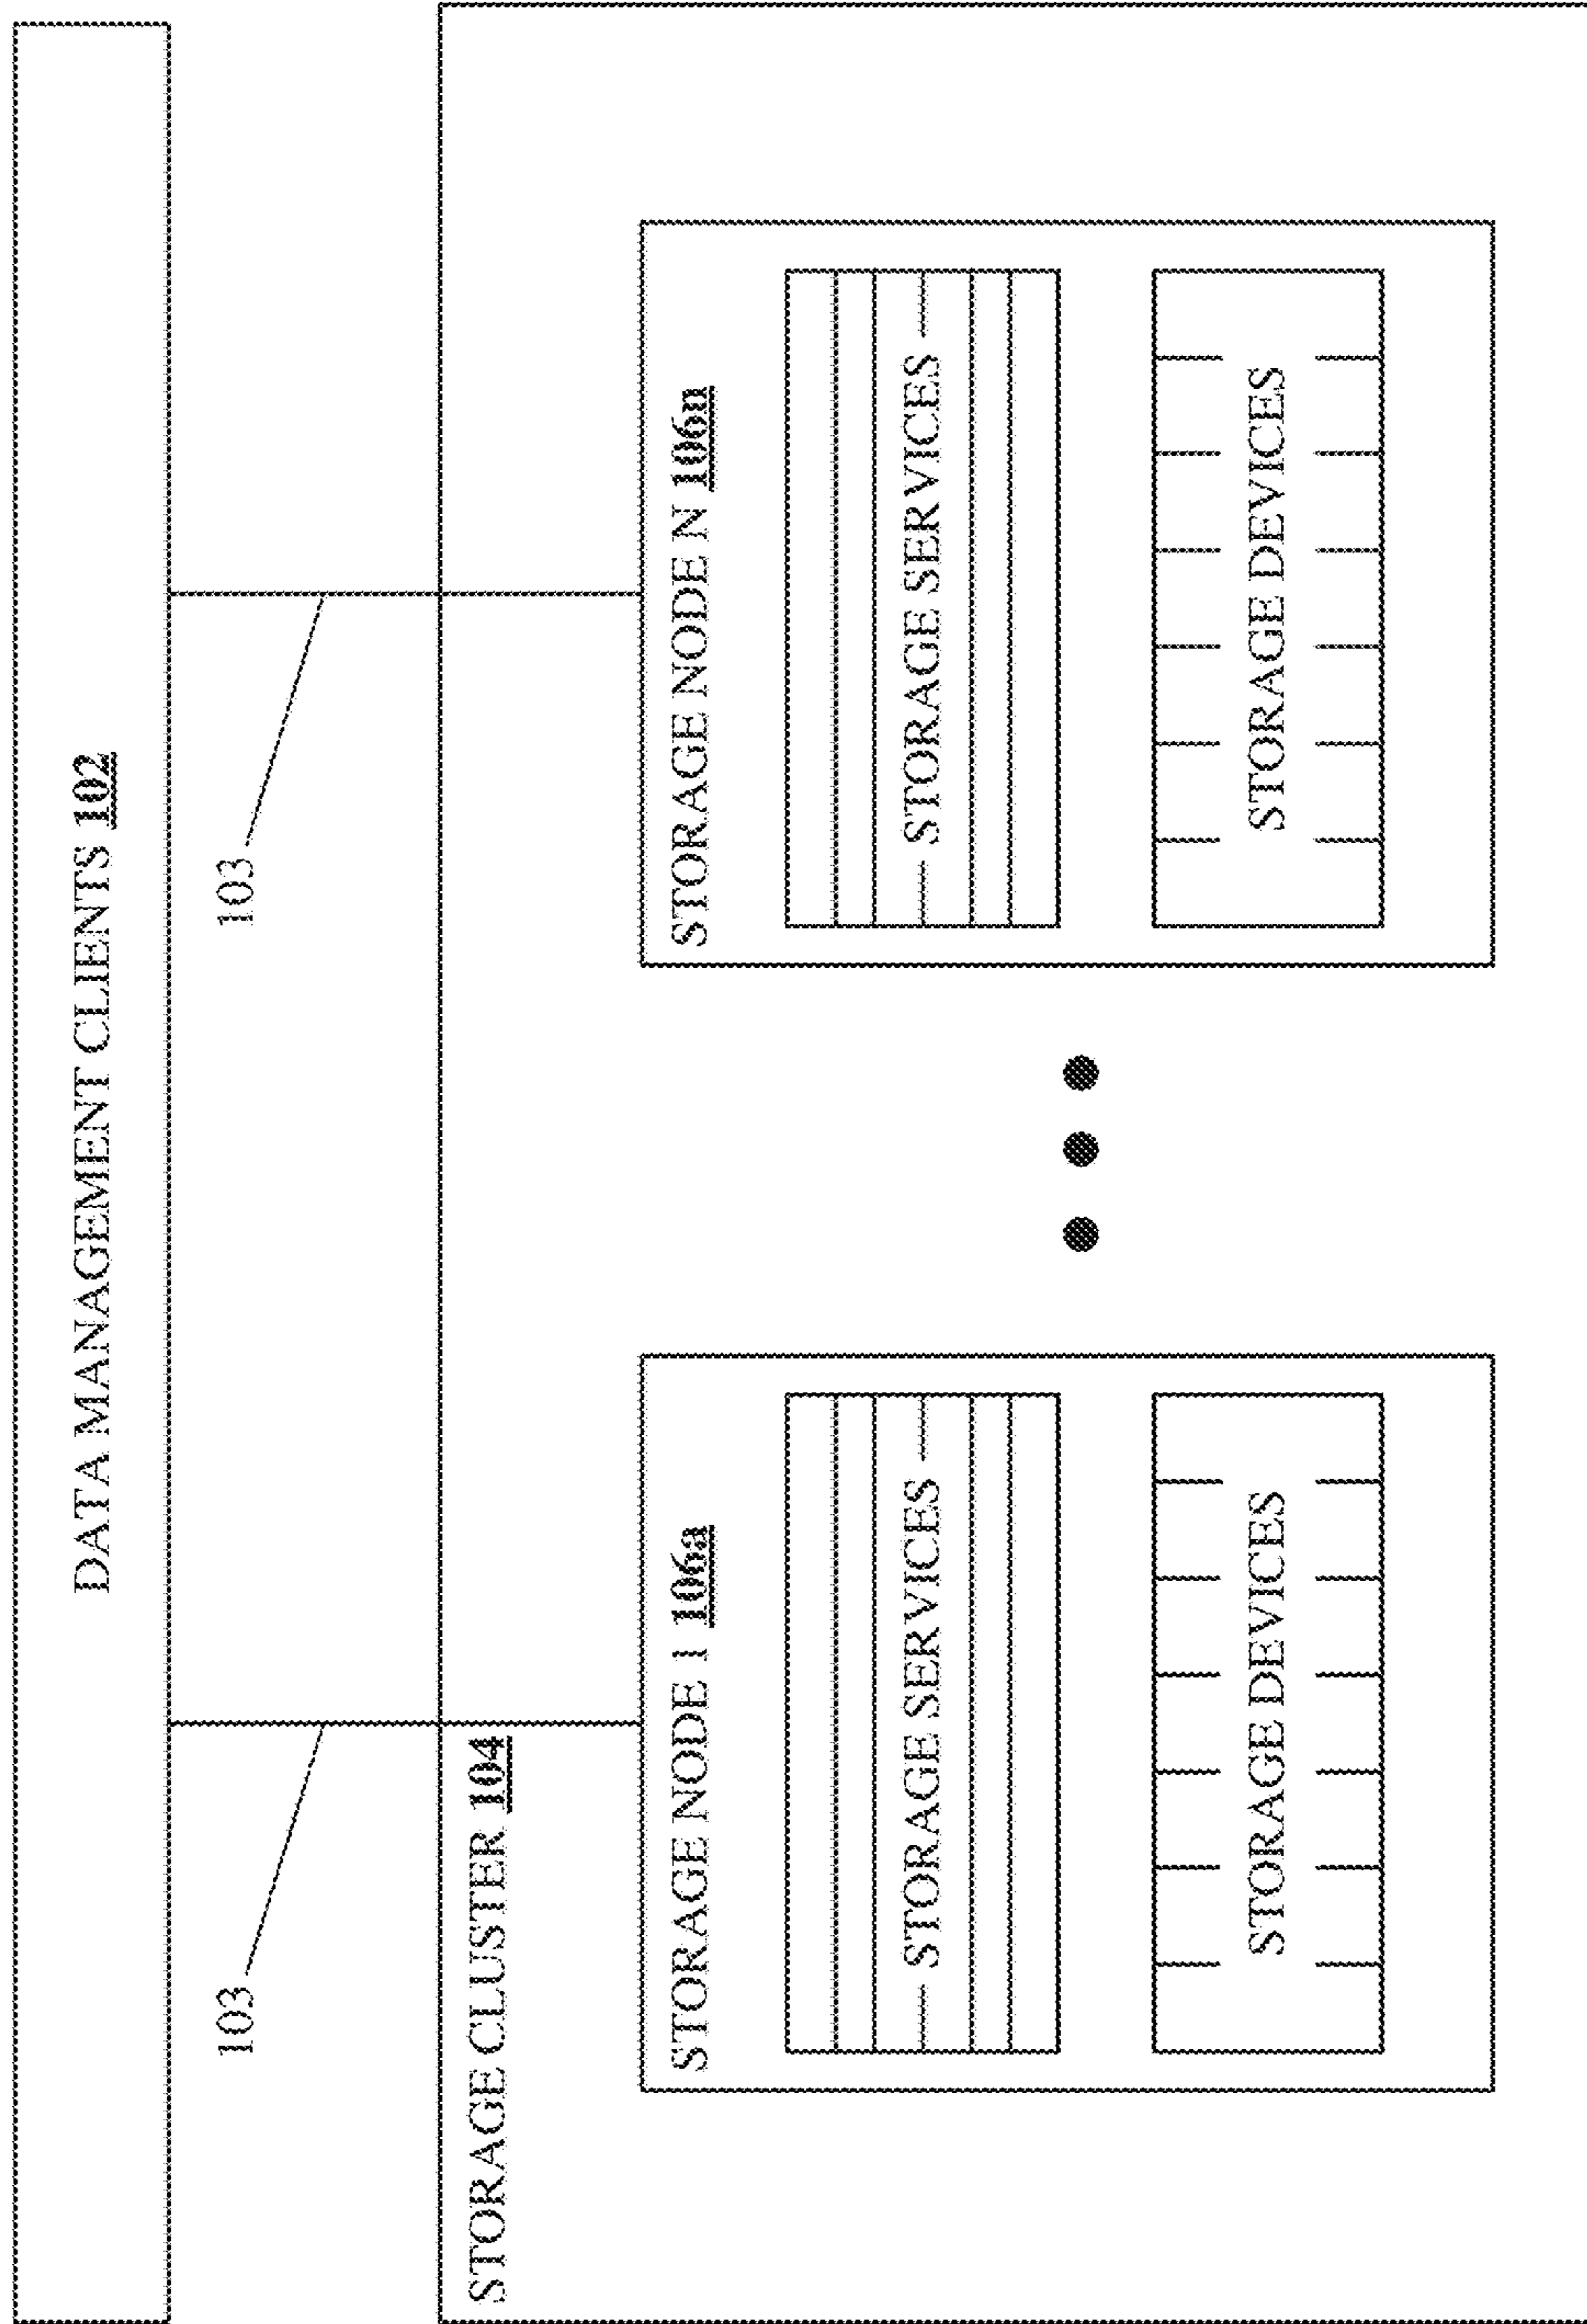 DATA MANAGEMENT CLIENTS 102
103
103
STORAGE CLUSTER 104
STORAGE NODE 1 106a
STORAGE SERVICES
STORAGE DEVICES
STORAGE NODE N 106n
STORAGE SERVICES
STORAGE DEVICES